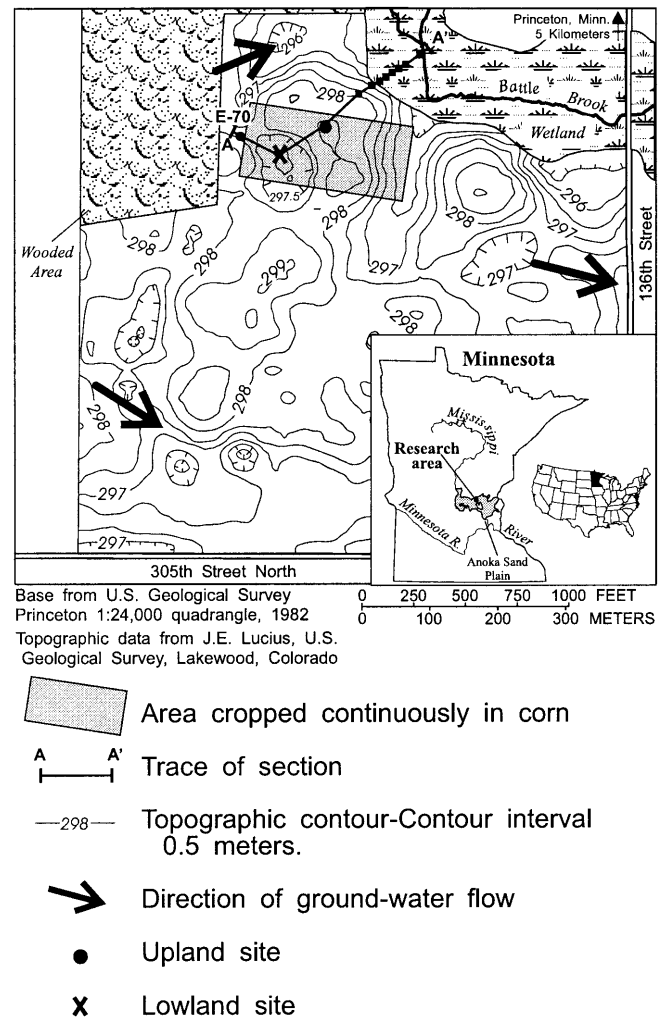 Princeton, Minn.
5 Kilometers
A'
296
297
298
E-70
A
Battle
Brook
Wetland
297.5
298
298
296
297
Wooded
Area
298
298
299
297
297
136th Street
298
298
298
297
297
305th Street North
Minnesota
Mississippi
Research
area
Minnesota R.
River
Anoka Sand
Plain
Base from U.S. Geological Survey
Princeton 1:24,000 quadrangle, 1982
Topographic data from J.E. Lucius, U.S.
Geological Survey, Lakewood, Colorado
0 250 500 750 1000 FEET
0 100 200 300 METERS
Area cropped continuously in corn
A A'
Trace of section
298
Topographic contour-Contour interval
0.5 meters.
Direction of ground-water flow
Upland site
X Lowland site